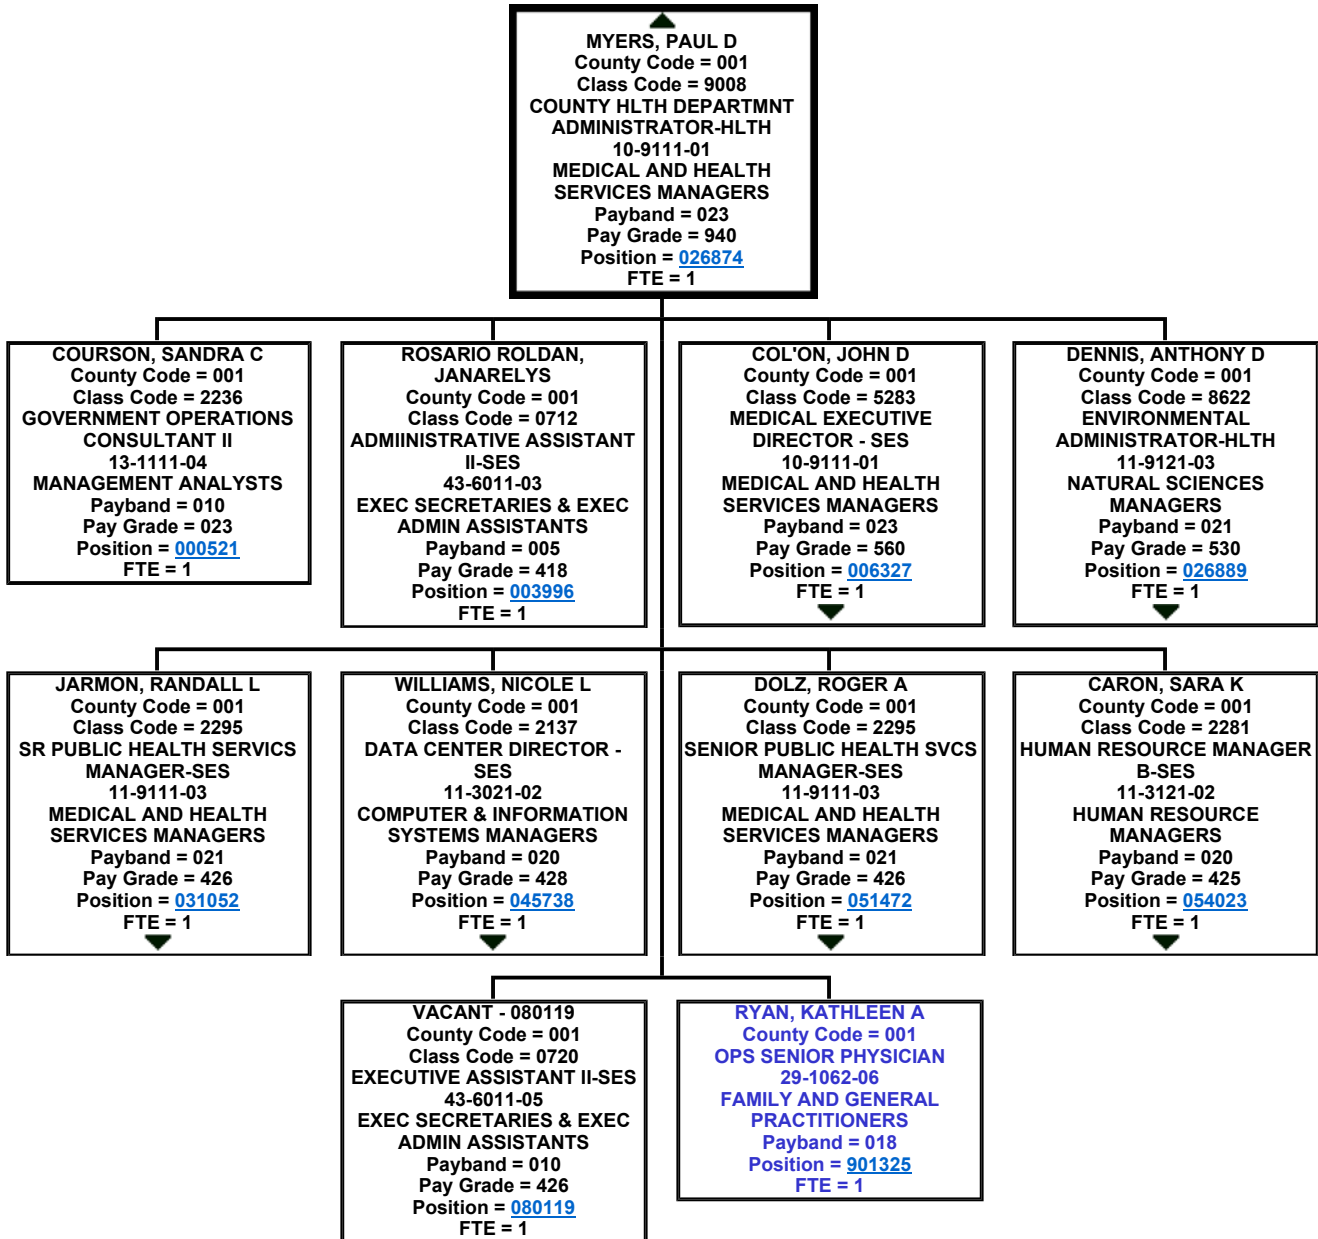 MYERS, PAUL D
County Code = 001
Class Code = 9008
COUNTY HLTH DEPARTMNT
ADMINISTRATOR-HLTH
10-9111-01
MEDICAL AND HEALTH
SERVICES MANAGERS
Payband = 023
Pay Grade = 940
Position = 026874
FTE = 1
COURSON, SANDRA C
County Code = 001
Class Code = 2236
GOVERNMENT OPERATIONS
CONSULTANT II
13-1111-04
MANAGEMENT ANALYSTS
Payband = 010
Pay Grade = 023
Position = 000521
FTE = 1
ROSARIO ROLDAN,
JANARELYS
County Code = 001
Class Code = 0712
ADMIINISTRATIVE ASSISTANT
II-SES
43-6011-03
EXEC SECRETARIES & EXEC
ADMIN ASSISTANTS
Payband = 005
Pay Grade = 418
Position = 003996
FTE = 1
COL'ON, JOHN D
County Code = 001
Class Code = 5283
MEDICAL EXECUTIVE
DIRECTOR - SES
10-9111-01
MEDICAL AND HEALTH
SERVICES MANAGERS
Payband = 023
Pay Grade = 560
Position = 006327
FTE = 1
DENNIS, ANTHONY D
County Code = 001
Class Code = 8622
ENVIRONMENTAL
ADMINISTRATOR-HLTH
11-9121-03
NATURAL SCIENCES
MANAGERS
Payband = 021
Pay Grade = 530
Position = 026889
FTE = 1
JARMON, RANDALL L
County Code = 001
Class Code = 2295
SR PUBLIC HEALTH SERVICS
MANAGER-SES
11-9111-03
MEDICAL AND HEALTH
SERVICES MANAGERS
Payband = 021
Pay Grade = 426
Position = 031052
FTE = 1
WILLIAMS, NICOLE L
County Code = 001
Class Code = 2137
DATA CENTER DIRECTOR -
SES
11-3021-02
COMPUTER & INFORMATION
SYSTEMS MANAGERS
Payband = 020
Pay Grade = 428
Position = 045738
FTE = 1
DOLZ, ROGER A
County Code = 001
Class Code = 2295
SENIOR PUBLIC HEALTH SVCS
MANAGER-SES
11-9111-03
MEDICAL AND HEALTH
SERVICES MANAGERS
Payband = 021
Pay Grade = 426
Position = 051472
FTE = 1
CARON, SARA K
County Code = 001
Class Code = 2281
HUMAN RESOURCE MANAGER
B-SES
11-3121-02
HUMAN RESOURCE
MANAGERS
Payband = 020
Pay Grade = 425
Position = 054023
FTE = 1
VACANT - 080119
County Code = 001
Class Code = 0720
EXECUTIVE ASSISTANT II-SES
43-6011-05
EXEC SECRETARIES & EXEC
ADMIN ASSISTANTS
Payband = 010
Pay Grade = 426
Position = 080119
FTE = 1
RYAN, KATHLEEN A
County Code = 001
OPS SENIOR PHYSICIAN
29-1062-06
FAMILY AND GENERAL
PRACTITIONERS
Payband = 018
Position = 901325
FTE = 1